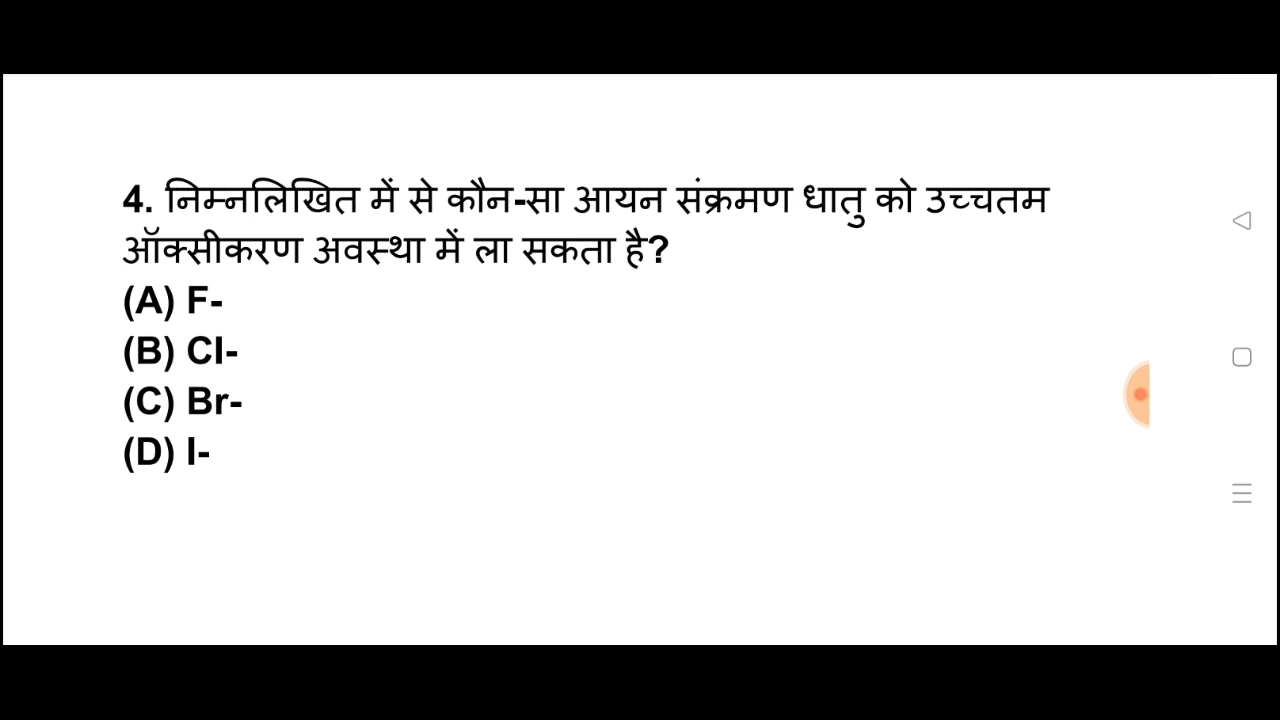 4. निम्नलिखित में से कौन-सा आयन संक्रमण धातु को उच्चतम
ऑक्सीकरण अवस्था में ला सकता है?
(A) F-
(B) Cl-
(C) Br-
(D) I-